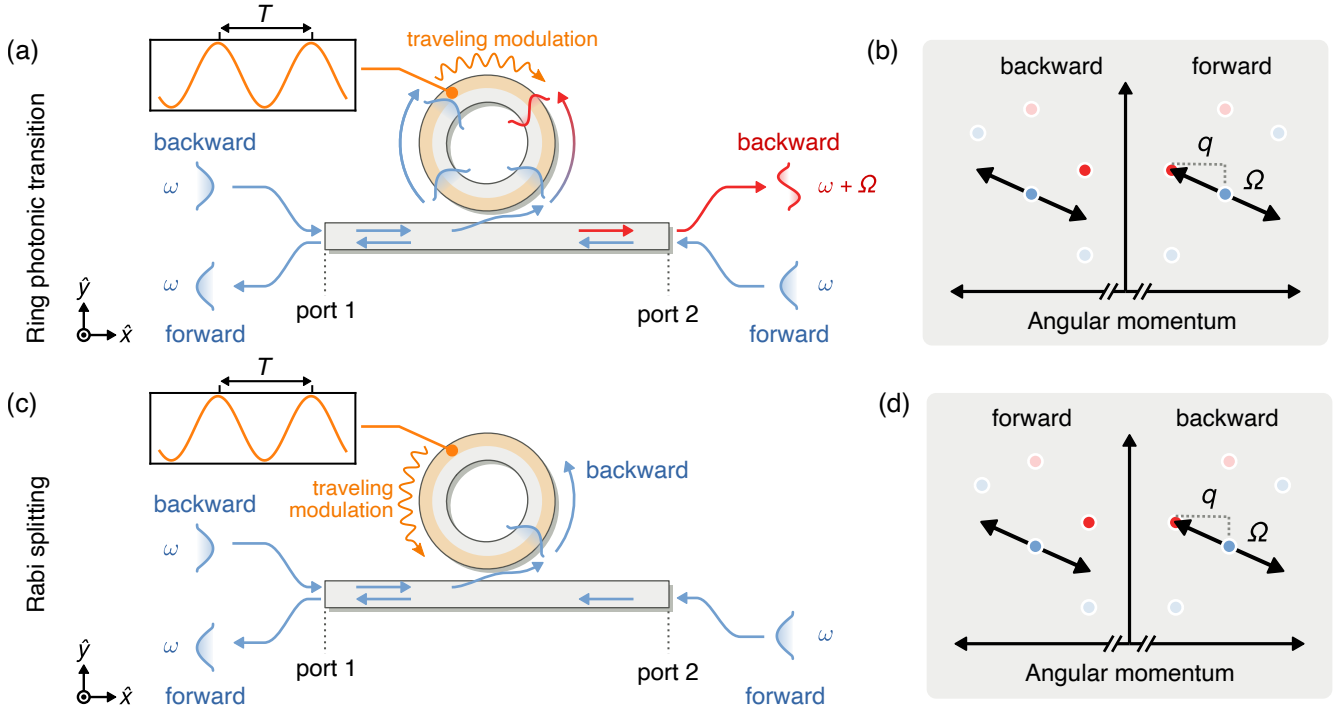 Ring photonic transition
(a)
T
traveling modulation
backward
ω
backward
ω + Ω
ω
forward
port 1
port 2
ω
forward
ŷ
x̂
(b)
backward
forward
q
Ω
Angular momentum
Rabi splitting
(c)
T
traveling
modulation
backward
backward
ω
ω
forward
port 1
port 2
ω
forward
ŷ
x̂
(d)
forward
backward
q
Ω
Angular momentum